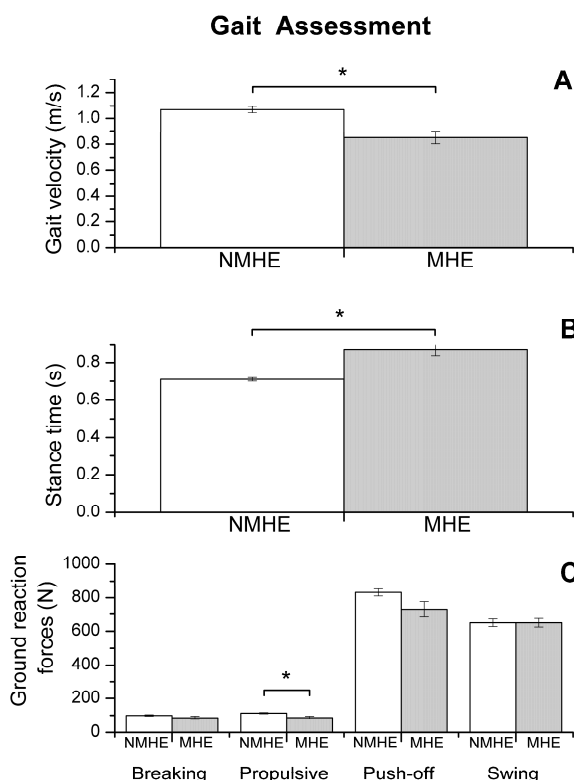 Gait Assessment
A
*
Gait velocity (m/s)
1.2
1.0
0.8
0.6
0.4
0.2
0.0
NMHE MHE
B
*
Stance time (s)
0.8
0.6
0.4
0.2
0.0
NMHE MHE
C
Ground reaction
forces (N)
1000
800
600
400
200
0
*
NMHE MHE NMHE MHE NMHE MHE NMHE MHE
Breaking Propulsive Push-off Swing